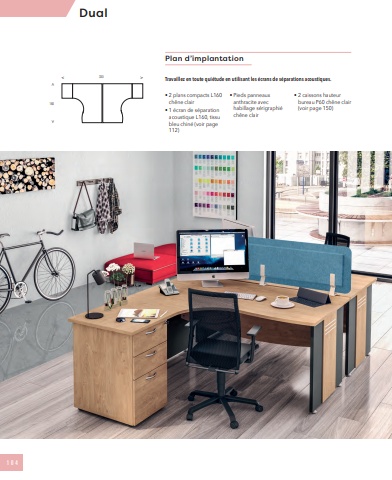 Dual
Plan d'implantation
Travaillez en toute quiétude en utilisant les écrans de séparations acoustiques.
• 2 plans compacts L160
chêne clair
• 1 écran de séparation
acoustique L160, tissu
bleu chiné (voir page
112)
• Pieds panneaux
anthracite avec
habillage sérigraphié
chêne clair
• 2 caissons hauteur
bureau P60 chêne clair
(voir page 150)
104